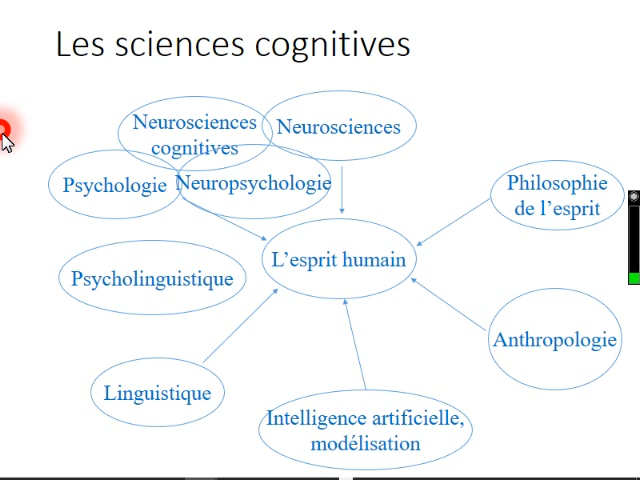 Les sciences cognitives
Neurosciences
cognitives
Neurosciences
Psychologie
Neuropsychologie
Philosophie
de l’esprit
L’esprit humain
Psycholinguistique
Anthropologie
Linguistique
Intelligence artificielle,
modélisation